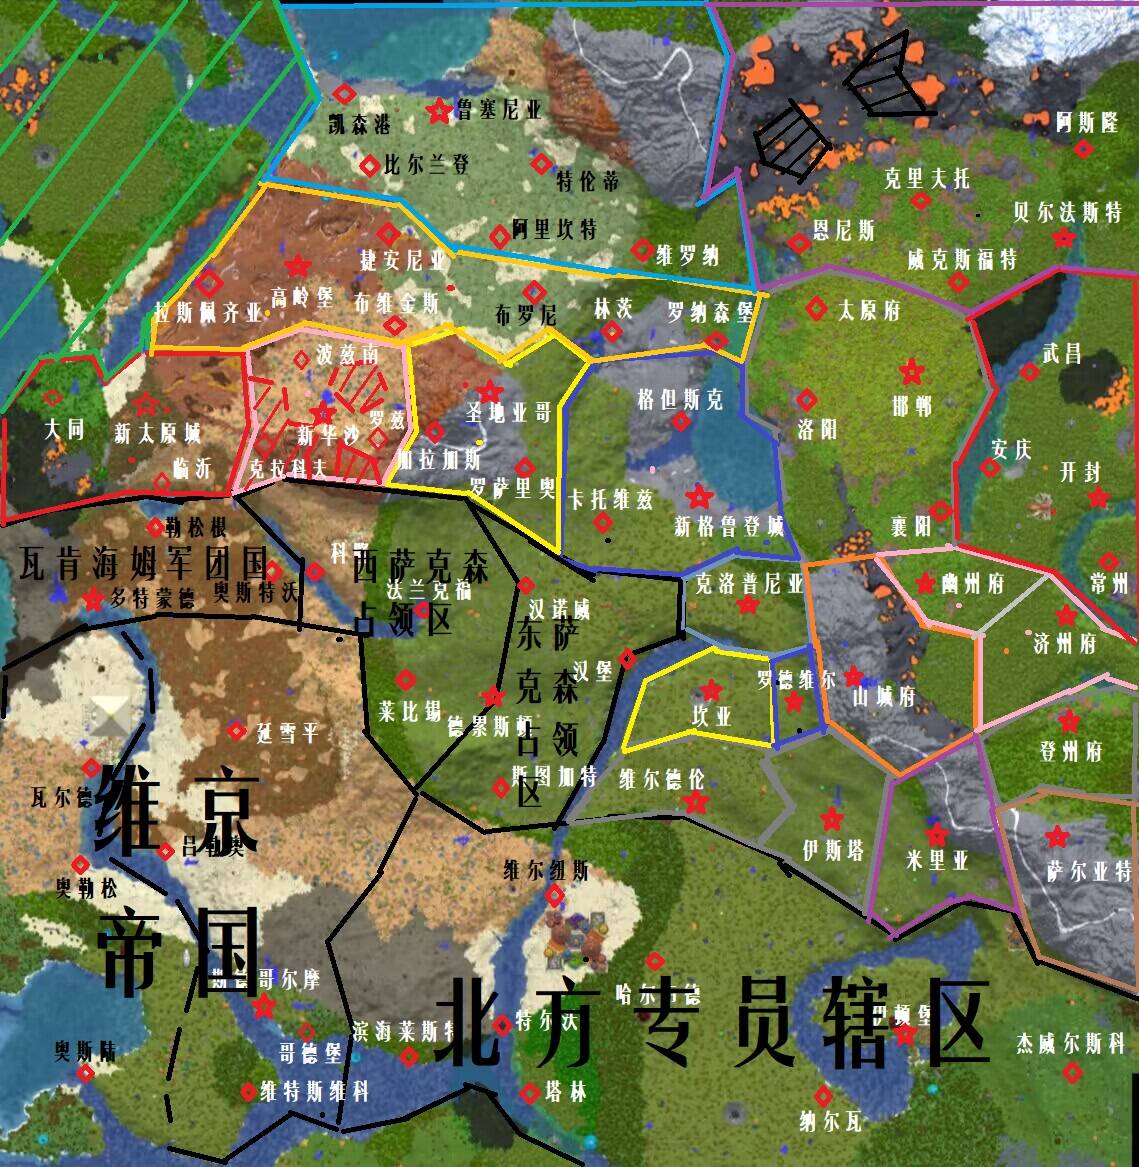 凯森港
鲁塞尼亚
阿斯隆
比尔兰登
特伦蒂
克里夫托
贝尔法斯特
阿里坎特
恩尼斯
维罗纳
捷安尼亚
威克斯福特
拉斯佩齐亚
高岭堡
布维金斯
布罗尼
林茨
罗纳森堡
太原府
波兹南
武昌
格但斯克
邯郸
大同
新太原城
新华沙
罗兹
圣地亚哥
洛阳
安庆
临沂
克拉科夫
加拉加斯
罗萨里奥
卡托维兹
新格鲁登城
开封
襄阳
勒松根
瓦肯海姆军团国
西萨克森
占领区
多特蒙德
奥斯特沃
法兰克福
汉诺威
克洛普尼亚
幽州府
常州
东萨
克森
占领
区
济州府
汉堡
罗德维尔
山城府
莱比锡
德累斯顿
坎亚
登州府
延雪平
斯图加特
维尔德伦
瓦尔德
维京
帝国
伊斯塔
米里亚
萨尔亚特
奥勒松
维尔纽斯
斯德哥尔摩
北方专员辖区
滨海莱斯特
特尔沃
哥德堡
奥斯陆
杰威尔斯科
维特斯维科
塔林
纳尔瓦